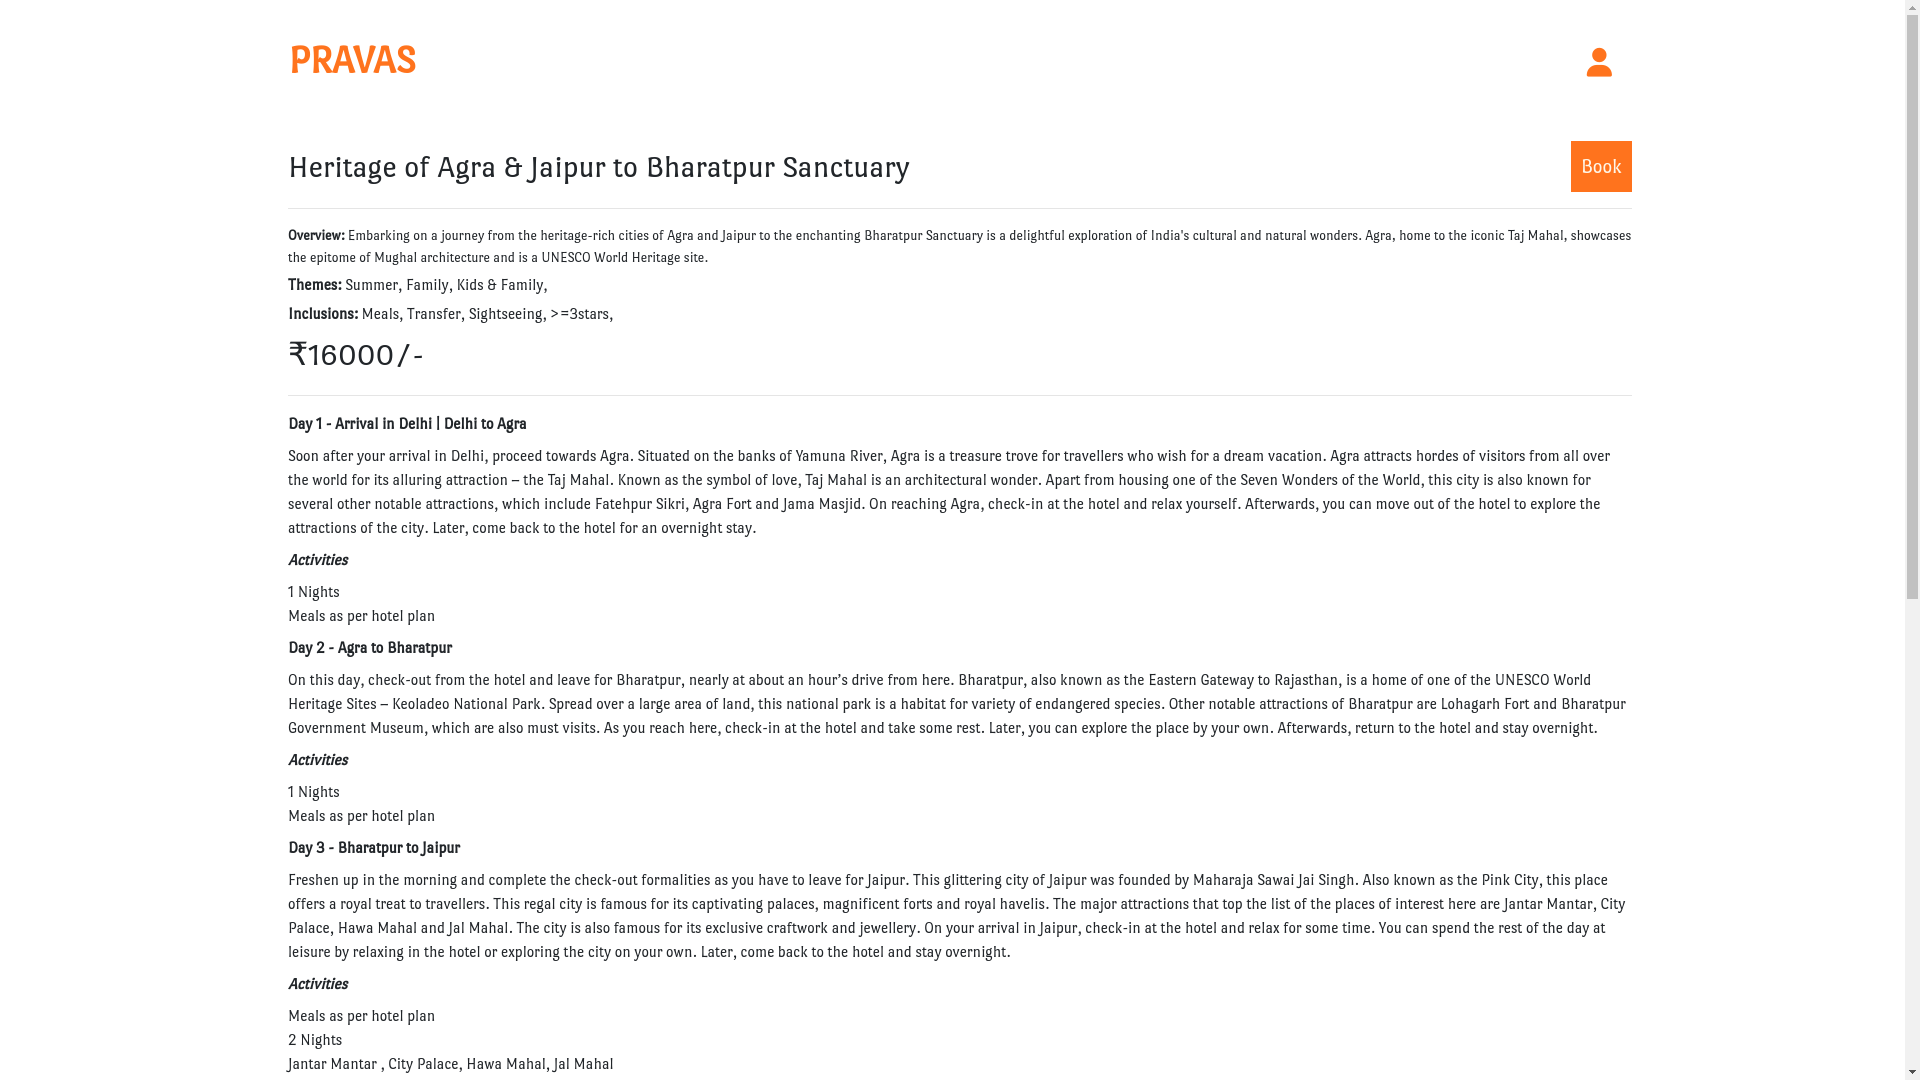 PRAVAS
Heritage of Agra & Jaipur to Bharatpur Sanctuary
Book
Overview: Embarking on a journey from the heritage-rich cities of Agra and Jaipur to the enchanting Bharatpur Sanctuary is a delightful exploration of India's cultural and natural wonders. Agra, home to the iconic Taj Mahal, showcases
the epitome of Mughal architecture and is a UNESCO World Heritage site.
Themes: Summer, Family, Kids & Family,
Inclusions: Meals, Transfer, Sightseeing, >=3stars,
₹16000/-
Day 1 - Arrival in Delhi | Delhi to Agra
Soon after your arrival in Delhi, proceed towards Agra. Situated on the banks of Yamuna River, Agra is a treasure trove for travellers who wish for a dream vacation. Agra attracts hordes of visitors from all over
the world for its alluring attraction – the Taj Mahal. Known as the symbol of love, Taj Mahal is an architectural wonder. Apart from housing one of the Seven Wonders of the World, this city is also known for
several other notable attractions, which include Fatehpur Sikri, Agra Fort and Jama Masjid. On reaching Agra, check-in at the hotel and relax yourself. Afterwards, you can move out of the hotel to explore the
attractions of the city. Later, come back to the hotel for an overnight stay.
Activities
1 Nights
Meals as per hotel plan
Day 2 - Agra to Bharatpur
On this day, check-out from the hotel and leave for Bharatpur, nearly at about an hour’s drive from here. Bharatpur, also known as the Eastern Gateway to Rajasthan, is a home of one of the UNESCO World
Heritage Sites – Keoladeo National Park. Spread over a large area of land, this national park is a habitat for variety of endangered species. Other notable attractions of Bharatpur are Lohagarh Fort and Bharatpur
Government Museum, which are also must visits. As you reach here, check-in at the hotel and take some rest. Later, you can explore the place by your own. Afterwards, return to the hotel and stay overnight.
Activities
1 Nights
Meals as per hotel plan
Day 3 - Bharatpur to Jaipur
Freshen up in the morning and complete the check-out formalities as you have to leave for Jaipur. This glittering city of Jaipur was founded by Maharaja Sawai Jai Singh. Also known as the Pink City, this place
offers a royal treat to travellers. This regal city is famous for its captivating palaces, magnificent forts and royal havelis. The major attractions that top the list of the places of interest here are Jantar Mantar, City
Palace, Hawa Mahal and Jal Mahal. The city is also famous for its exclusive craftwork and jewellery. On your arrival in Jaipur, check-in at the hotel and relax for some time. You can spend the rest of the day at
leisure by relaxing in the hotel or exploring the city on your own. Later, come back to the hotel and stay overnight.
Activities
Meals as per hotel plan
2 Nights
Jantar Mantar , City Palace, Hawa Mahal, Jal Mahal